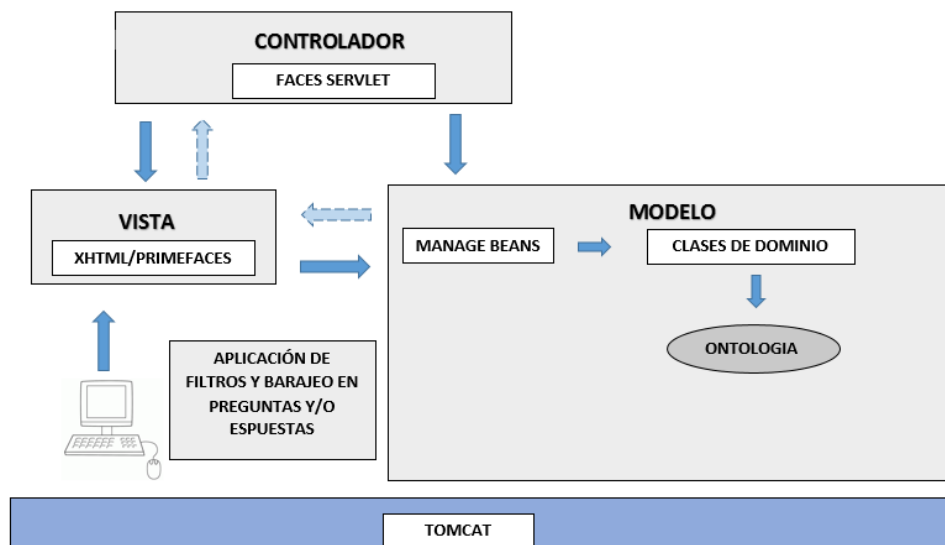 CONTROLADOR
FACES SERVLET
VISTA
XHTML/PRIMEFACES
MODELO
MANAGE BEANS
CLASES DE DOMINIO
ONTOLOGIA
APLICACIÓN DE
FILTROS Y BARAJEO EN
PREGUNTAS Y/O
ESPUESTAS
TOMCAT